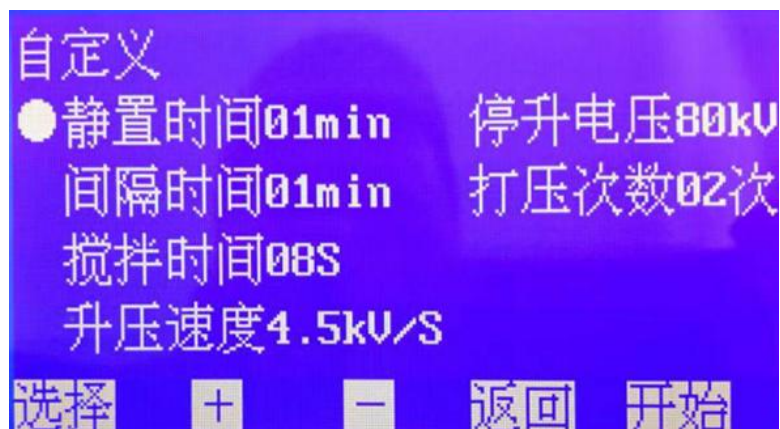 自定义
静置时间01min 停升电压80kV
间隔时间01min 打压次数02次
搅拌时间08S
升压速度4.5kV/S
选择 + - 返回 开始